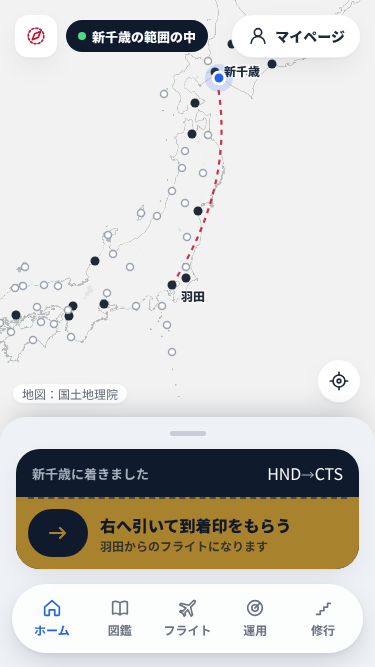 新千歳の範囲の中
マイページ
新千歳
羽田
地図：国土地理院
新千歳に着きました
HND→CTS
右へ引いて到着印をもらう
羽田からのフライトになります
ホーム
図鑑
フライト
運用
修行